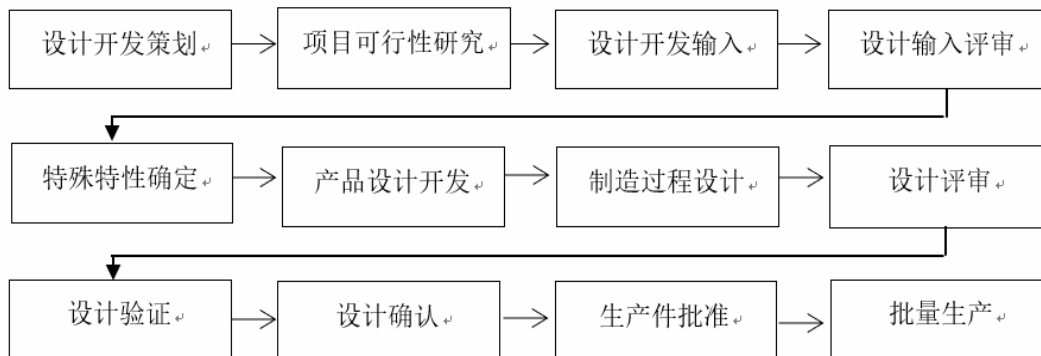 设计开发策划
项目可行性研究
设计开发输入
设计输入评审
特殊特性确定
产品设计开发
制造过程设计
设计评审
设计验证
设计确认
生产件批准
批量生产